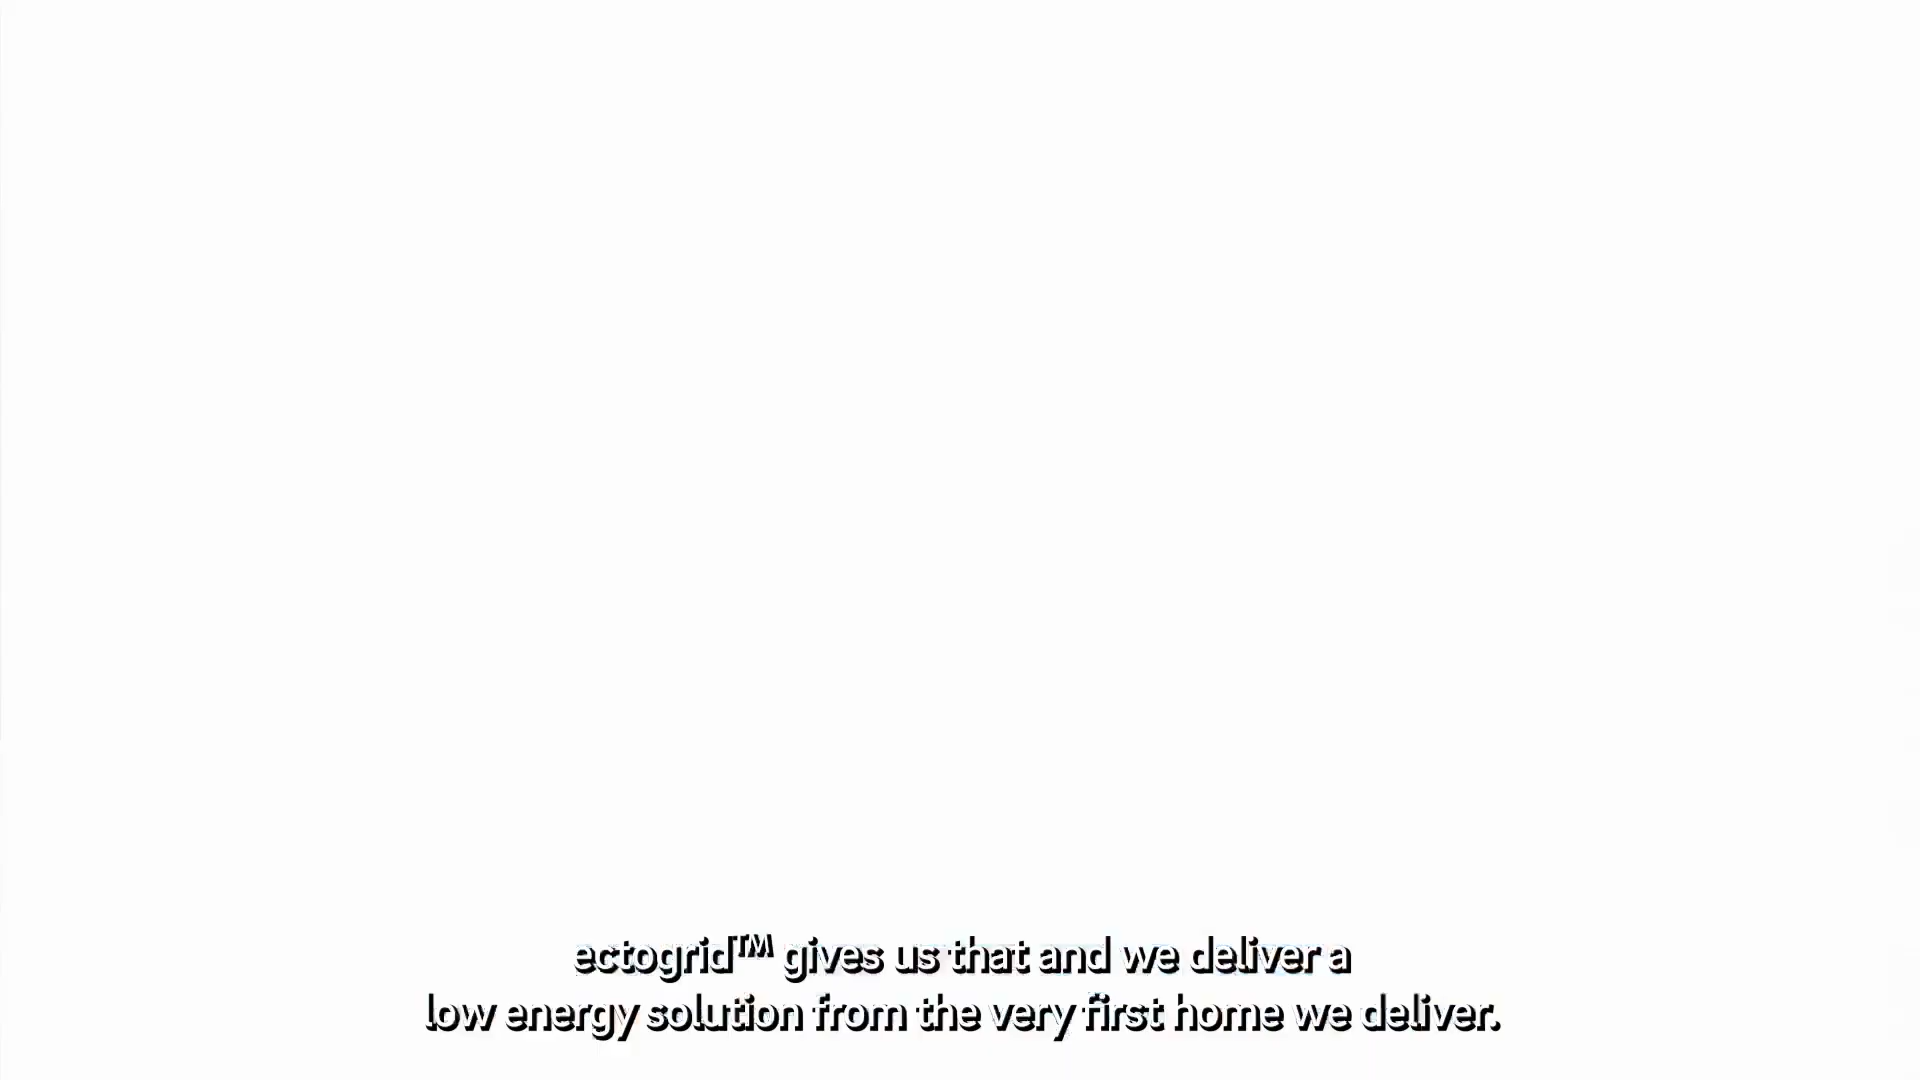 ectogrid™ gives us that and we deliver a
low energy solution from the very first home we deliver.